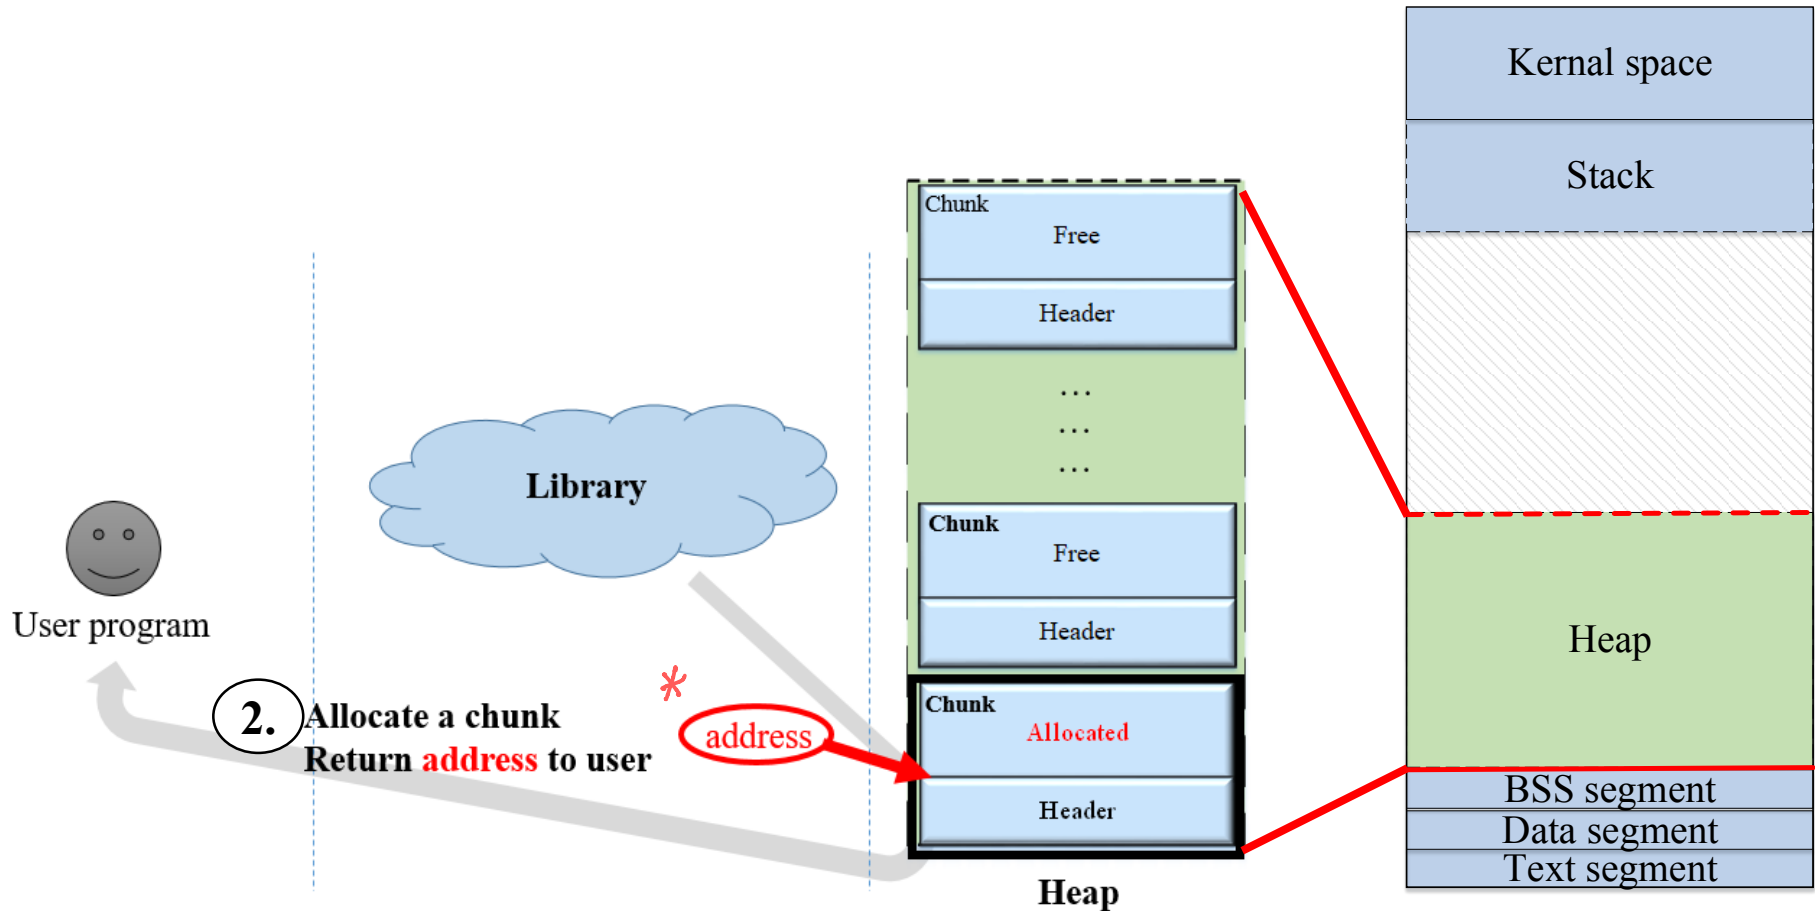 User program
Library
2.
Allocate a chunk
Return address to user
*
address
Chunk
Free
Header
...
...
...
Chunk
Free
Header
Chunk
Allocated
Header
Heap
Kernal space
Stack
Heap
BSS segment
Data segment
Text segment